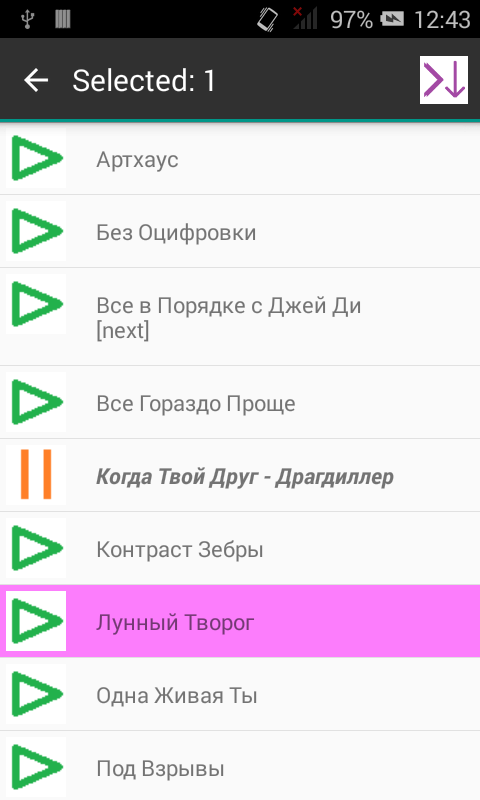 97% 12:43
Selected: 1
Артхаус
Без Оцифровки
Все в Порядке с Джей Ди
[next]
Все Гораздо Проще
Когда Твой Друг - Драгдиллер
Контраст Зебры
Лунный Творог
Одна Живая Ты
Под Взрывы